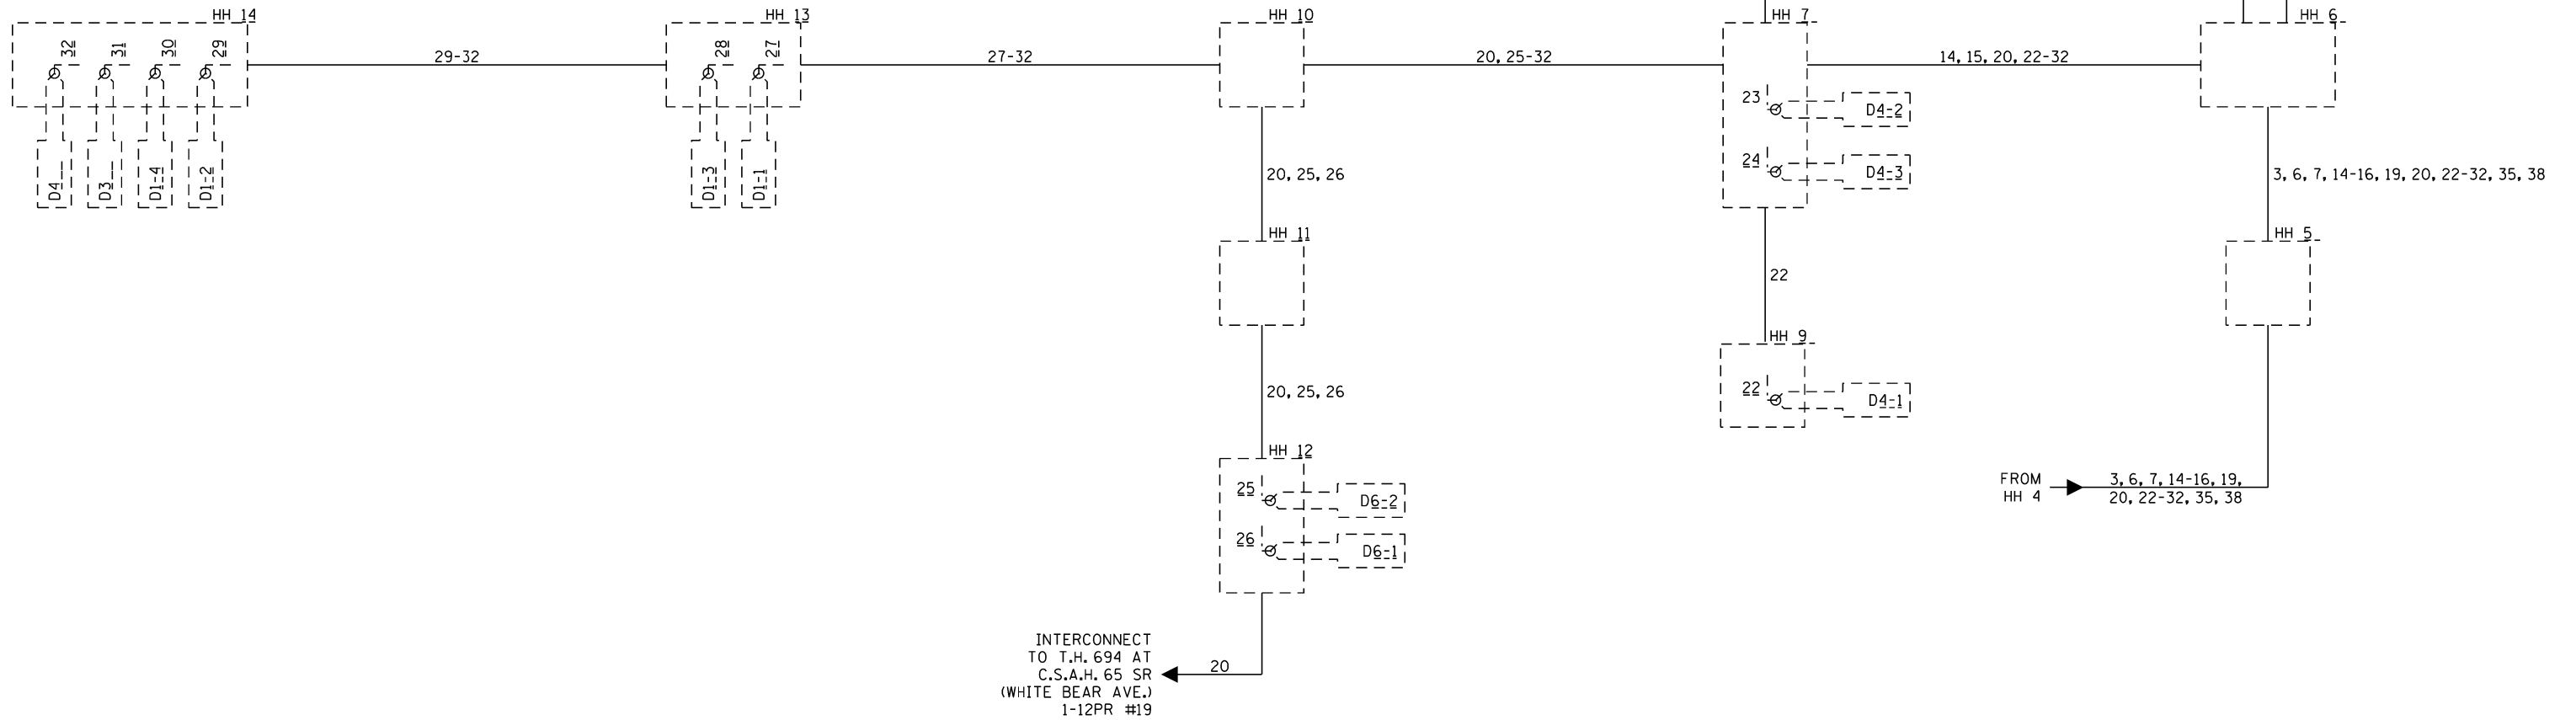 HH 14
HH 13
HH 10
HH 7
HH 6
32
31
30
29
28
27
29-32
27-32
20, 25-32
14, 15, 20, 22-32
23
D4-2
24
D4-3
D4
D3
D1-4
D1-2
D1-3
D1-1
20, 25, 26
3, 6, 7, 14-16, 19, 20, 22-32, 35, 38
HH 11
HH 5
22
HH 9
20, 25, 26
22
D4-1
HH 12
25
D6-2
26
D6-1
FROM
HH 4
3, 6, 7, 14-16, 19,
20, 22-32, 35, 38
INTERCONNECT
TO T.H. 694 AT
C.S.A.H. 65 SR
(WHITE BEAR AVE.)
1-12PR #19
20